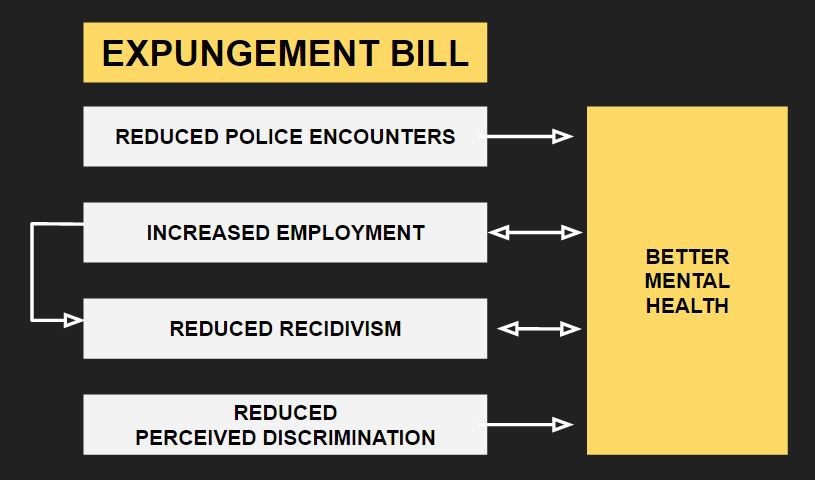 EXPUNGEMENT BILL
REDUCED POLICE ENCOUNTERS
INCREASED EMPLOYMENT
REDUCED RECIDIVISM
REDUCED
PERCEIVED DISCRIMINATION
BETTER
MENTAL
HEALTH